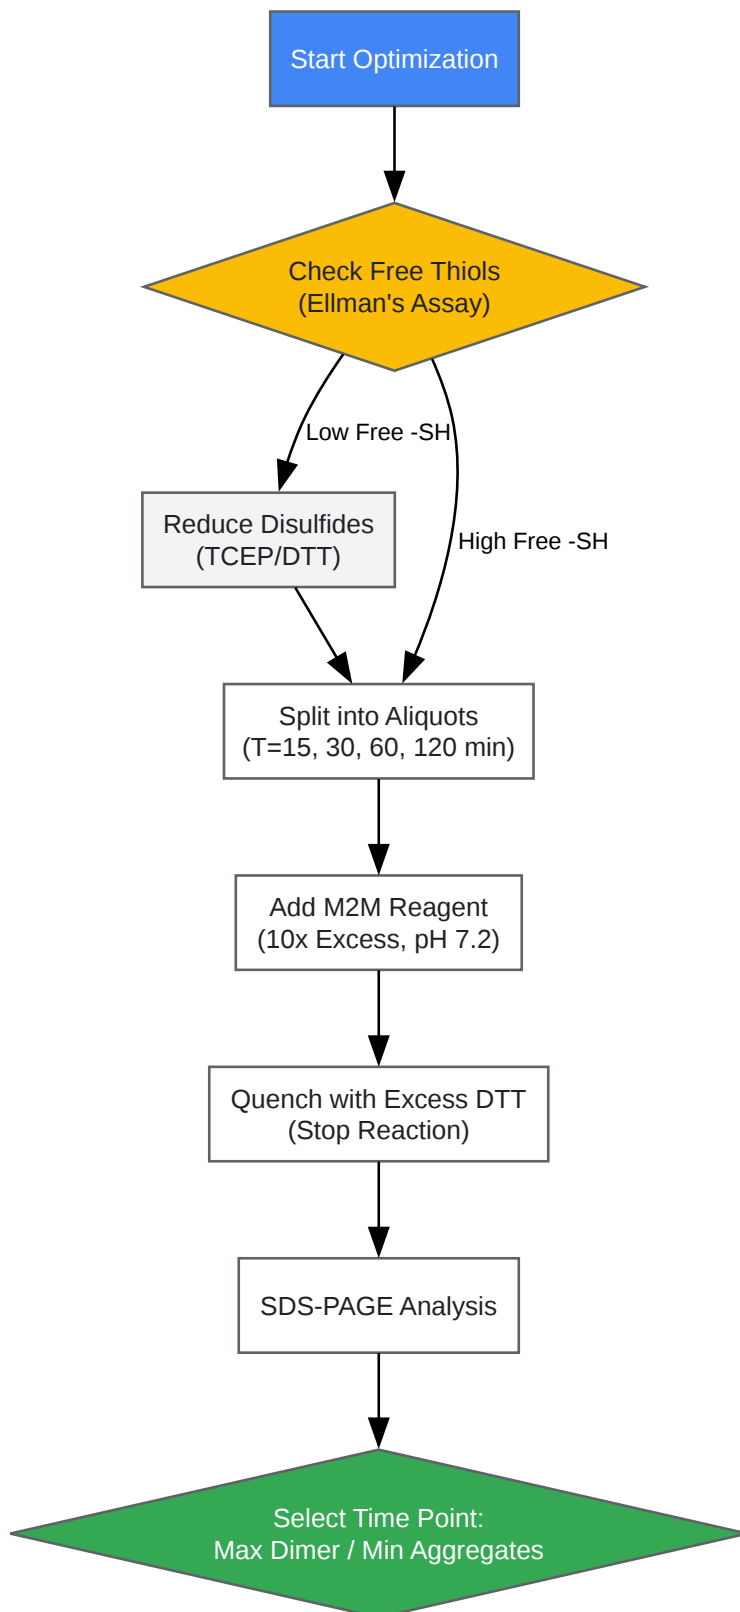 Start Optimization
Check Free Thiols
(Ellman's Assay)
Low Free -SH
Reduce Disulfides
(TCEP/DTT)
High Free -SH
Split into Aliquots
(T=15, 30, 60, 120 min)
Add M2M Reagent
(10x Excess, pH 7.2)
Quench with Excess DTT
(Stop Reaction)
SDS-PAGE Analysis
Select Time Point:
Max Dimer / Min Aggregates